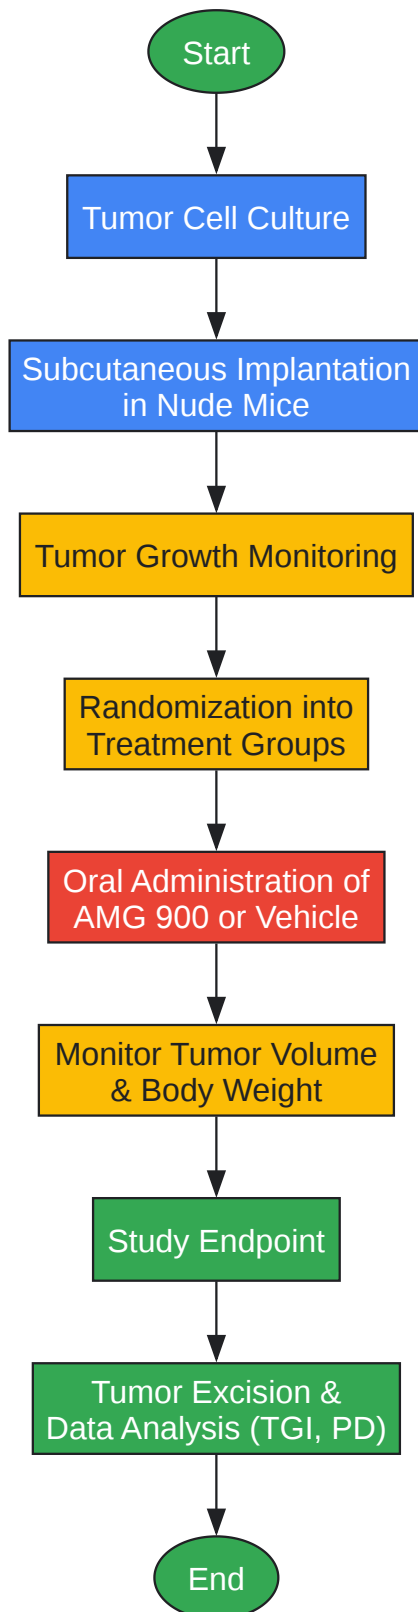 Start
Tumor Cell Culture
Subcutaneous Implantation
in Nude Mice
Tumor Growth Monitoring
Randomization into
Treatment Groups
Oral Administration of
AMG 900 or Vehicle
Monitor Tumor Volume
& Body Weight
Study Endpoint
Tumor Excision &
Data Analysis (TGI, PD)
End